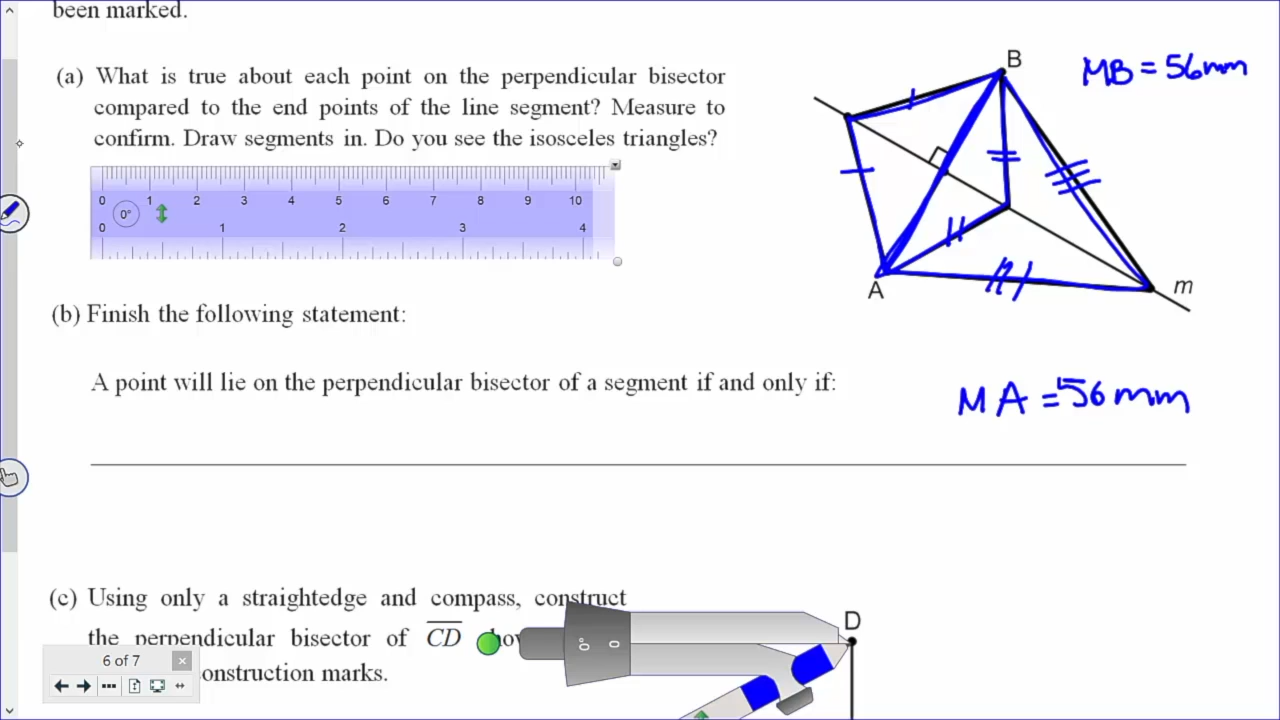 been marked.
(a) What is true about each point on the perpendicular bisector
compared to the end points of the line segment? Measure to
confirm. Draw segments in. Do you see the isosceles triangles?
0 1 2 3 4 5 6 7 8 9 10
0°
0 1 2 3 4
B
MB = 56mm
A
m
(b) Finish the following statement:
A point will lie on the perpendicular bisector of a segment if and only if:
MA = 56mm
(c) Using only a straightedge and compass, construct
the perpendicular bisector of CD
onstruction marks.
0°
0
D
6 of 7